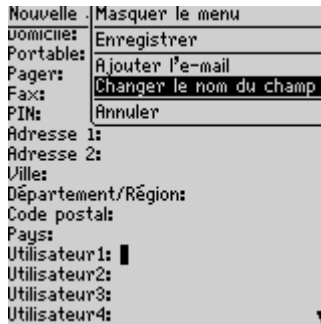 Nouvelle
Masquer le menu
Enregistrer
Ajouter l'e-mail
Changer le nom du champ
Annuler
Domicile:
Portable:
Pager:
Fax:
PIN:
Adresse 1:
Adresse 2:
Ville:
Département/Région:
Code postal:
Pays:
Utilisateur1:
Utilisateur2:
Utilisateur3:
Utilisateur4: